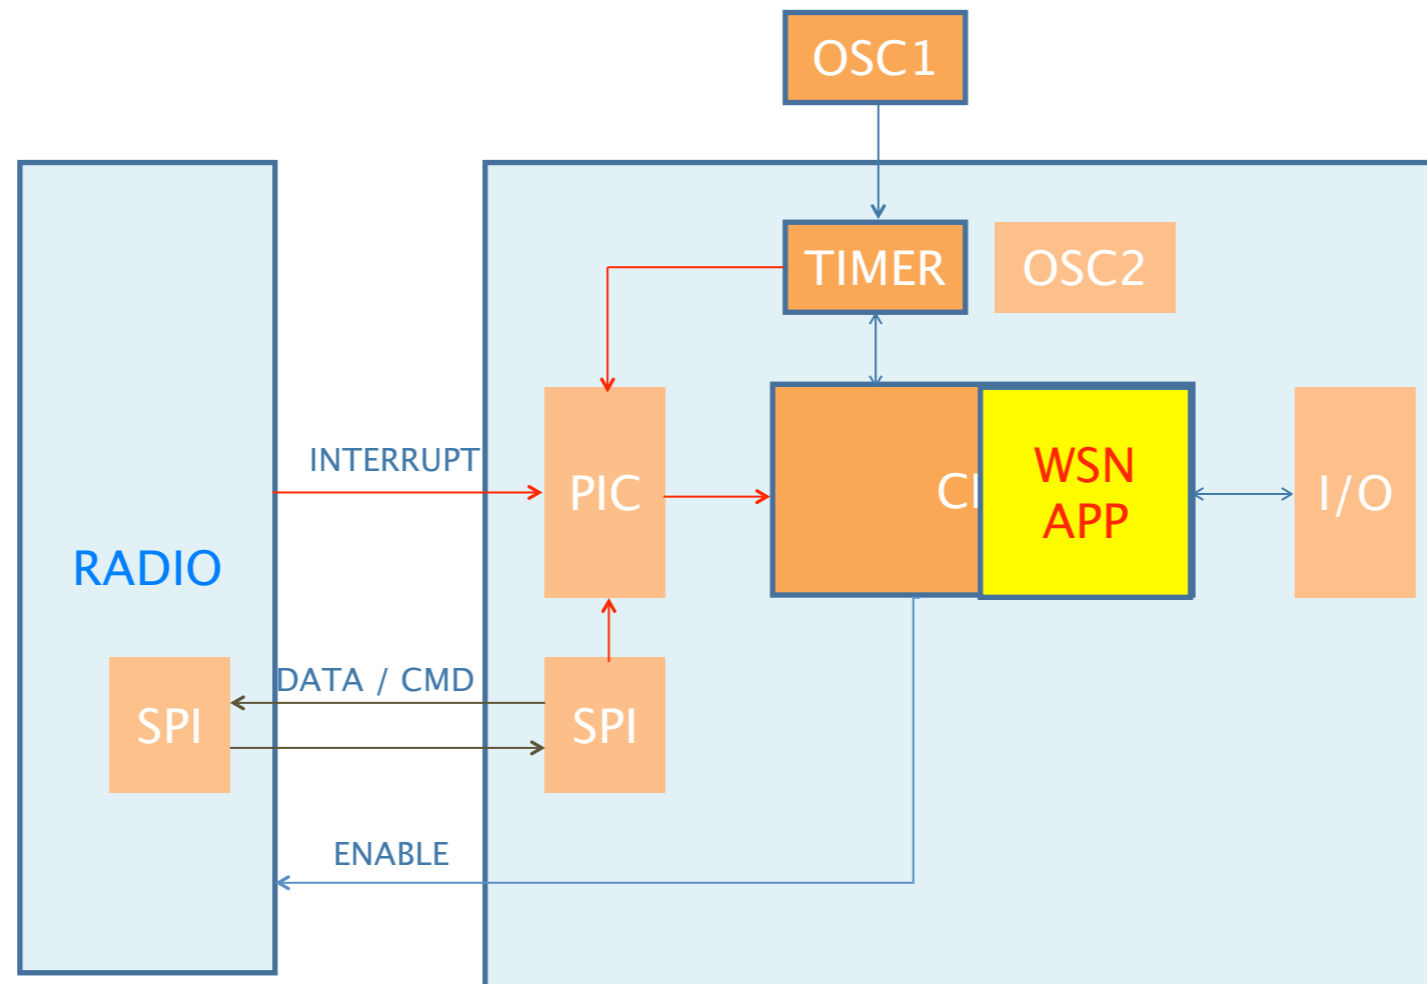 OSC1
TIMER
OSC2
INTERRUPT
PIC
WSN
APP
I/O
RADIO
DATA / CMD
SPI
SPI
ENABLE